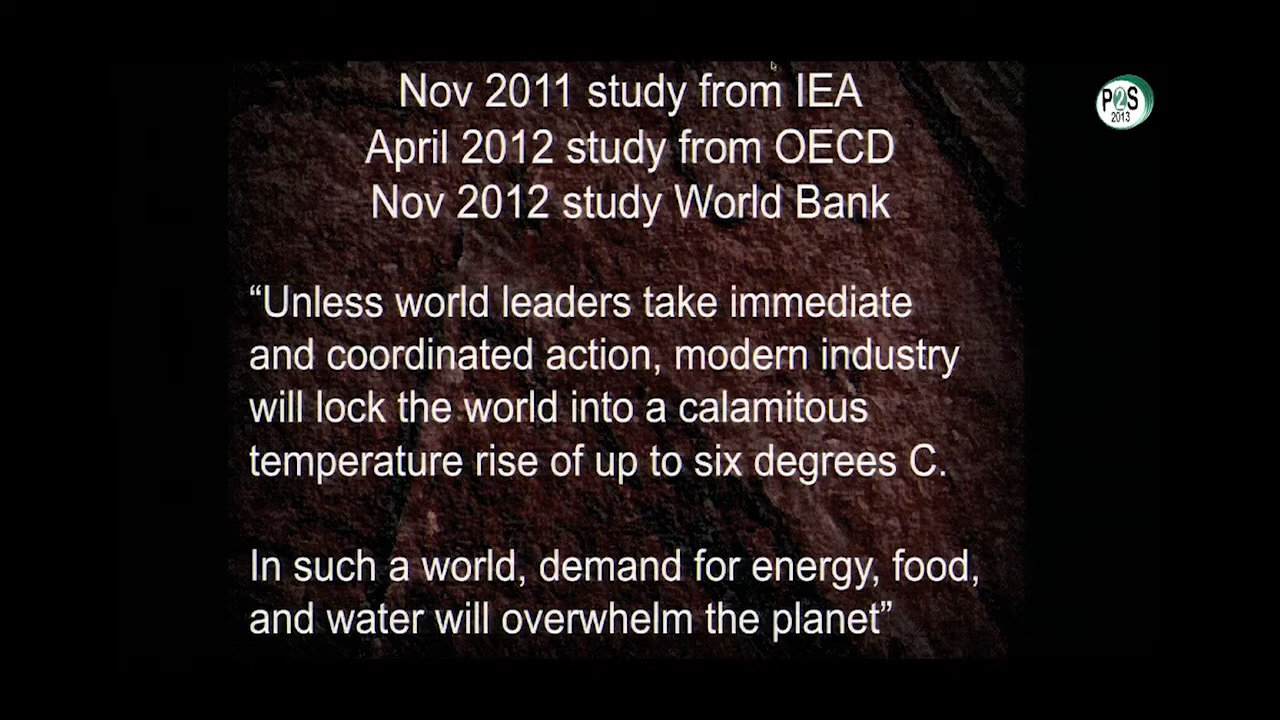 Nov 2011 study from IEA
April 2012 study from OECD
Nov 2012 study World Bank
“Unless world leaders take immediate
and coordinated action, modern industry
will lock the world into a calamitous
temperature rise of up to six degrees C.
In such a world, demand for energy, food,
and water will overwhelm the planet”
P2S
2013